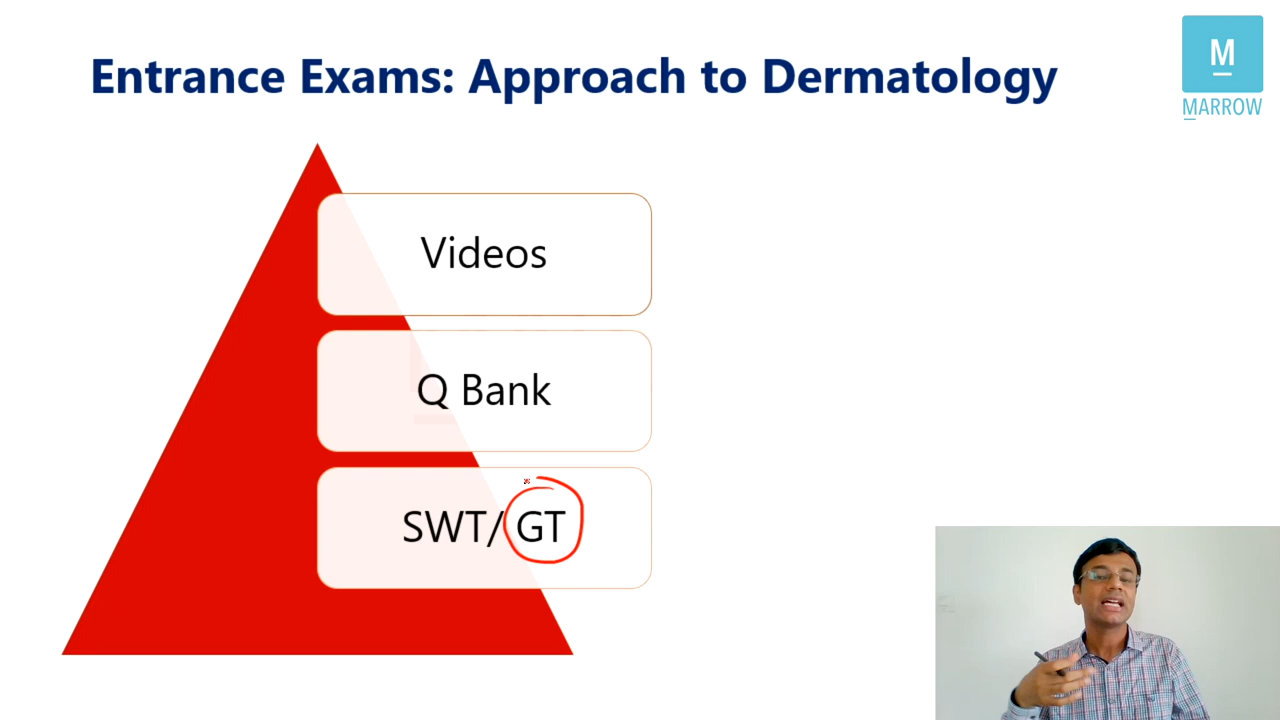 Entrance Exams: Approach to Dermatology
M
MARROW
Videos
Q Bank
SWT/ GT